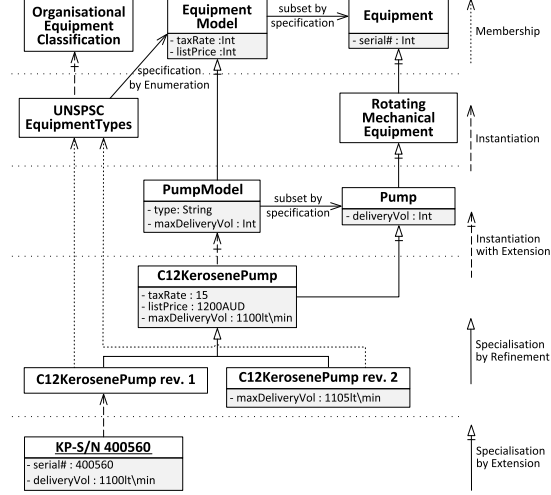 Organisational
Equipment
Classification
Equipment
Model
- taxRate :Int
- listPrice :Int
subset by
specification
Equipment
- serial# : Int
Membership
specification
by Enumeration
UNSPSC
EquipmentTypes
Rotating
Mechanical
Equipment
Instantiation
PumpModel
- type: String
- maxDeliveryVol : Int
subset by
specification
Pump
- deliveryVol : Int
Instantiation
with Extension
C12KerosenePump
- taxRate : 15
- listPrice : 1200AUD
- maxDeliveryVol : 1100lt\min
Specialisation
by Refinement
C12KerosenePump rev. 1
C12KerosenePump rev. 2
- maxDeliveryVol : 1105lt\min
KP-S/N 400560
- serial# : 400560
- deliveryVol : 1100lt\min
Specialisation
by Extension